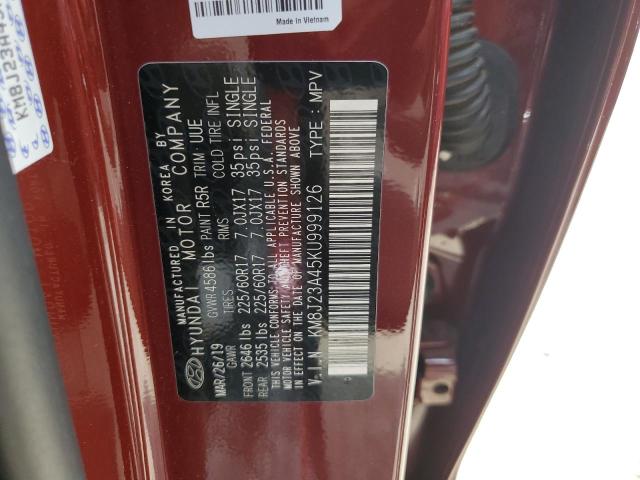 Made in Vietnam
KM8J23A45
MANUFACTURED IN KOREA BY
HYUNDAI MOTOR COMPANY
MAR/26/19 GVWR 4586 lbs PAINT R5R TRIM UUE
GAWR TIRES RIMS COLD TIRE INFL
FRONT 2646 lbs 225/60R17 7.0JX17 35psi SINGLE
REAR 2535 lbs 225/60R17 7.0JX17 35psi SINGLE
THIS VEHICLE CONFORMS TO ALL APPLICABLE U.S.A. FEDERAL
MOTOR VEHICLE SAFETY AND THEFT PREVENTION STANDARDS
IN EFFECT ON THE DATE OF MANUFACTURE SHOWN ABOVE
V.I.N : KM8J23A45KU999126 TYPE : MPV